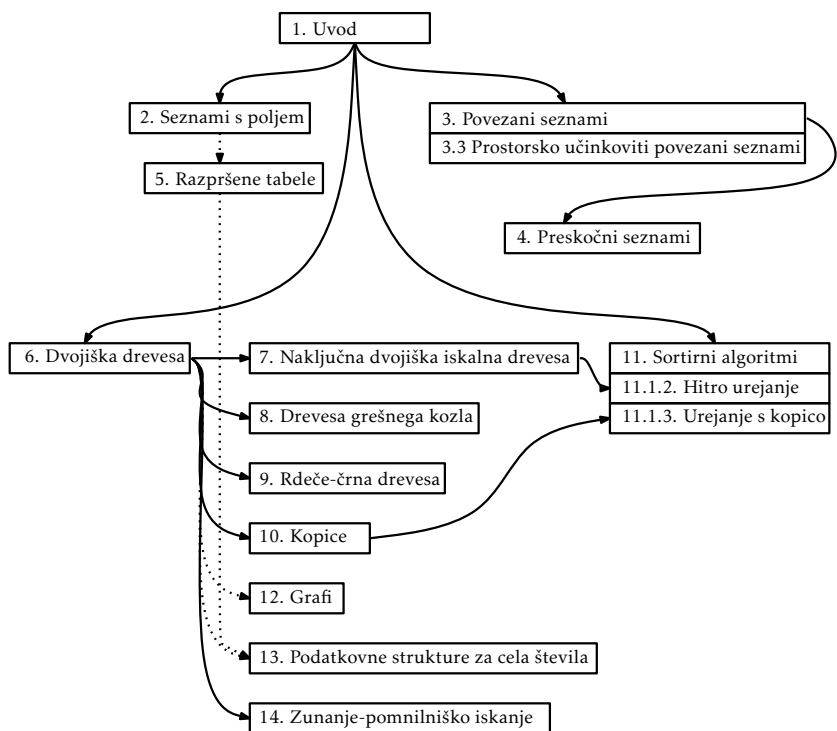 1. Uvod
2. Seznami s poljem
3. Povezani seznami
3.3 Prostorsko učinkoviti povezani seznami
5. Razpršene tabele
4. Preskočni seznami
6. Dvojiška drevesa
7. Naključna dvojiška iskalna drevesa
11. Sortirni algoritmi
11.1.2. Hitro urejanje
11.1.3. Urejanje s kopico
8. Drevesa grešnega kozla
9. Rdeče-črna drevesa
10. Kopice
12. Grafi
13. Podatkovne strukture za cela števila
14. Zunanje-pomnilniško iskanje